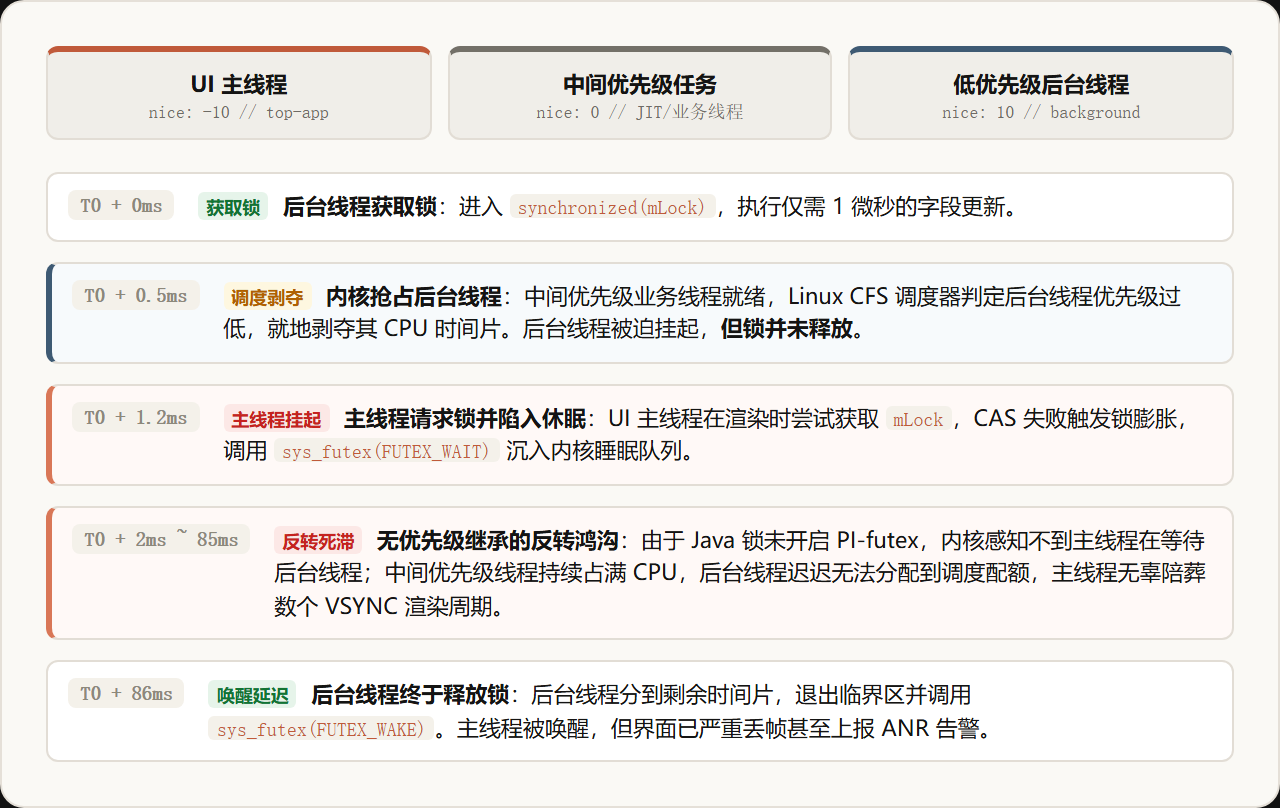 UI 主线程
nice: -10 // top-app
中间优先级任务
nice: 0 // JIT/业务线程
低优先级后台线程
nice: 10 // background
T0 + 0ms 获取锁 后台线程获取锁：进入 synchronized(mLock)，执行仅需 1 微秒的字段更新。
T0 + 0.5ms 调度剥夺 内核抢占后台线程：中间优先级业务线程就绪，Linux CFS 调度器判定后台线程优先级过
低，就地剥夺其 CPU 时间片。后台线程被迫挂起，但锁并未释放。
T0 + 1.2ms 主线程挂起 主线程请求锁并陷入休眠：UI 主线程在渲染时尝试获取 mLock，CAS 失败触发锁膨胀，
调用 sys_futex(FUTEX_WAIT) 沉入内核睡眠队列。
T0 + 2ms ~ 85ms 反转死滞 无优先级继承的反转鸿沟：由于 Java 锁未开启 PI-futex，内核感知不到主线程在等待
后台线程；中间优先级线程持续占满 CPU，后台线程迟迟无法分配到调度配额，主线程无辜陪葬
数个 VSYNC 渲染周期。
T0 + 86ms 唤醒延迟 后台线程终于释放锁：后台线程分到剩余时间片，退出临界区并调用
sys_futex(FUTEX_WAKE)。主线程被唤醒，但界面已严重丢帧甚至上报 ANR 告警。